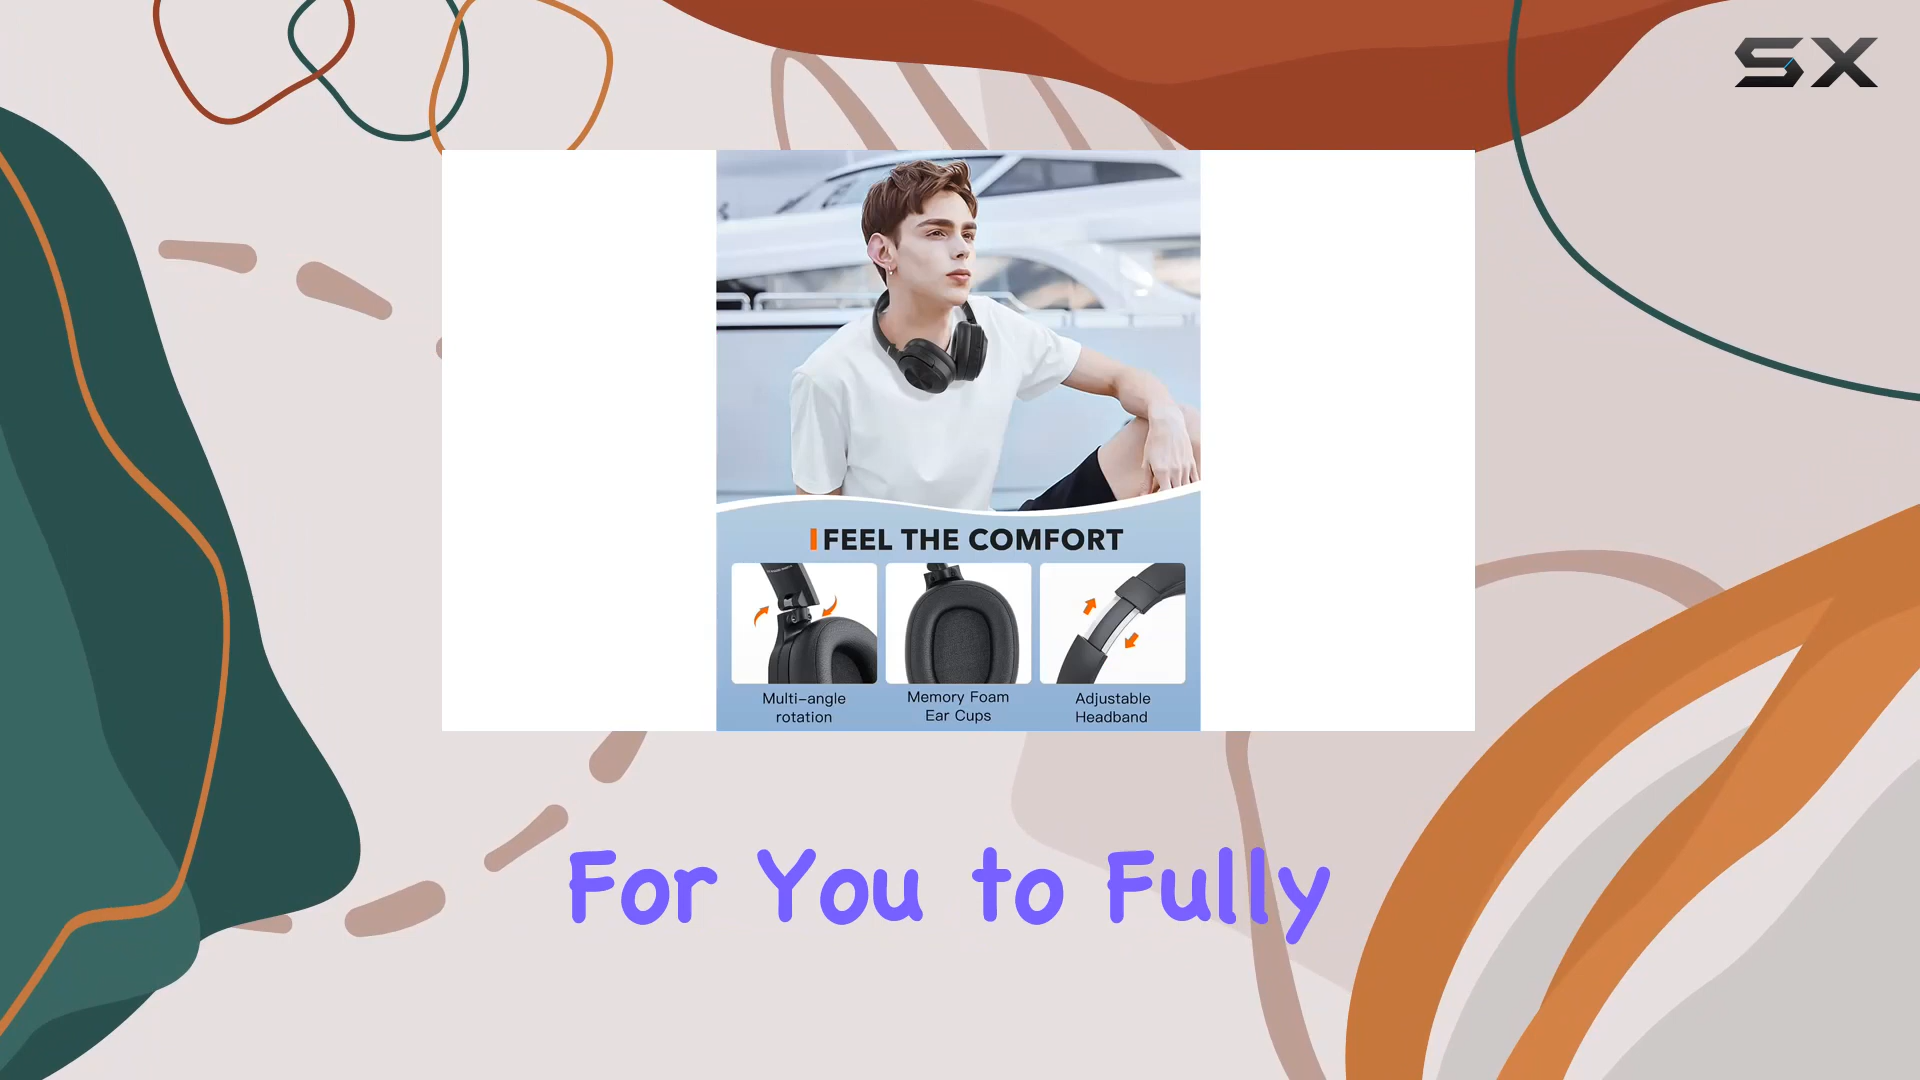 SX
FEEL THE COMFORT
Multi-angle
rotation
Memory Foam
Ear Cups
Adjustable
Headband
For You to Fully